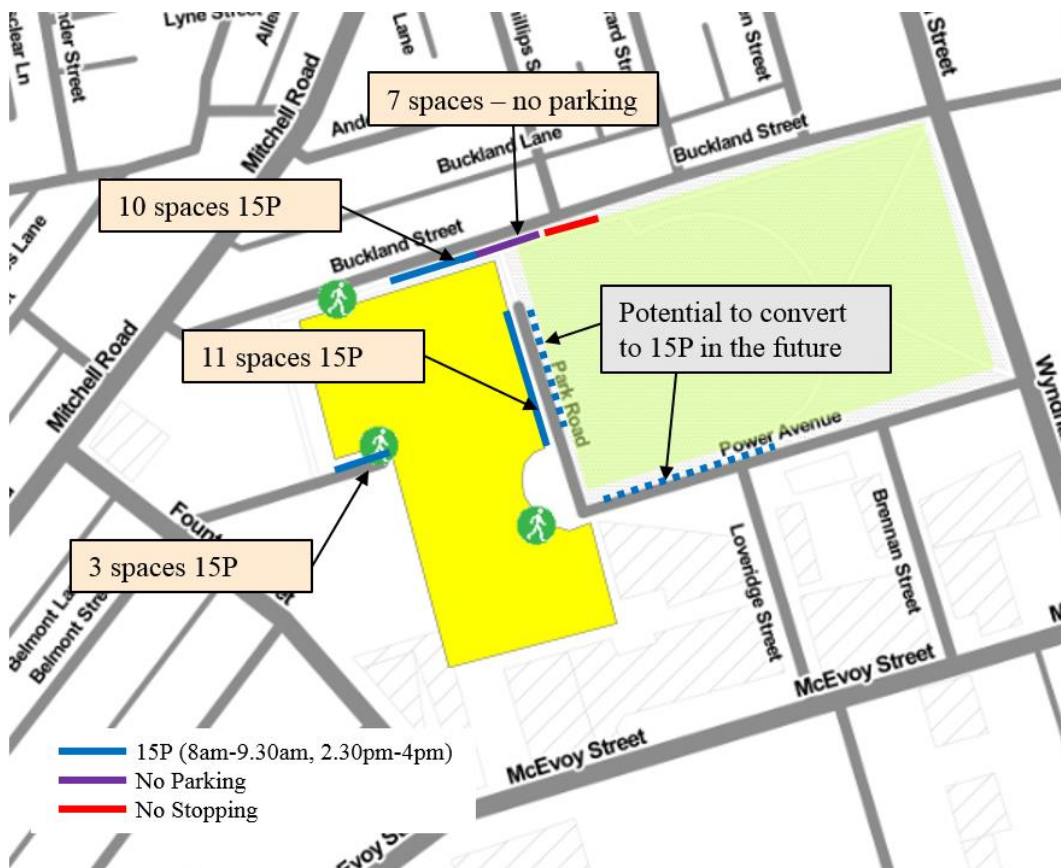 Lyne Street
Mitchell Road
7 spaces – no parking
Buckland Lane
Buckland Street
10 spaces 15P
Buckland Street
11 spaces 15P
Potential to convert
to 15P in the future
Park Road
Mitchell Road
Power Avenue
3 spaces 15P
Loveridge Street
Brennan Street
Belmont
Belmont
McEvoy Street
McEvoy Street
15P (8am-9.30am, 2.30pm-4pm)
No Parking
No Stopping